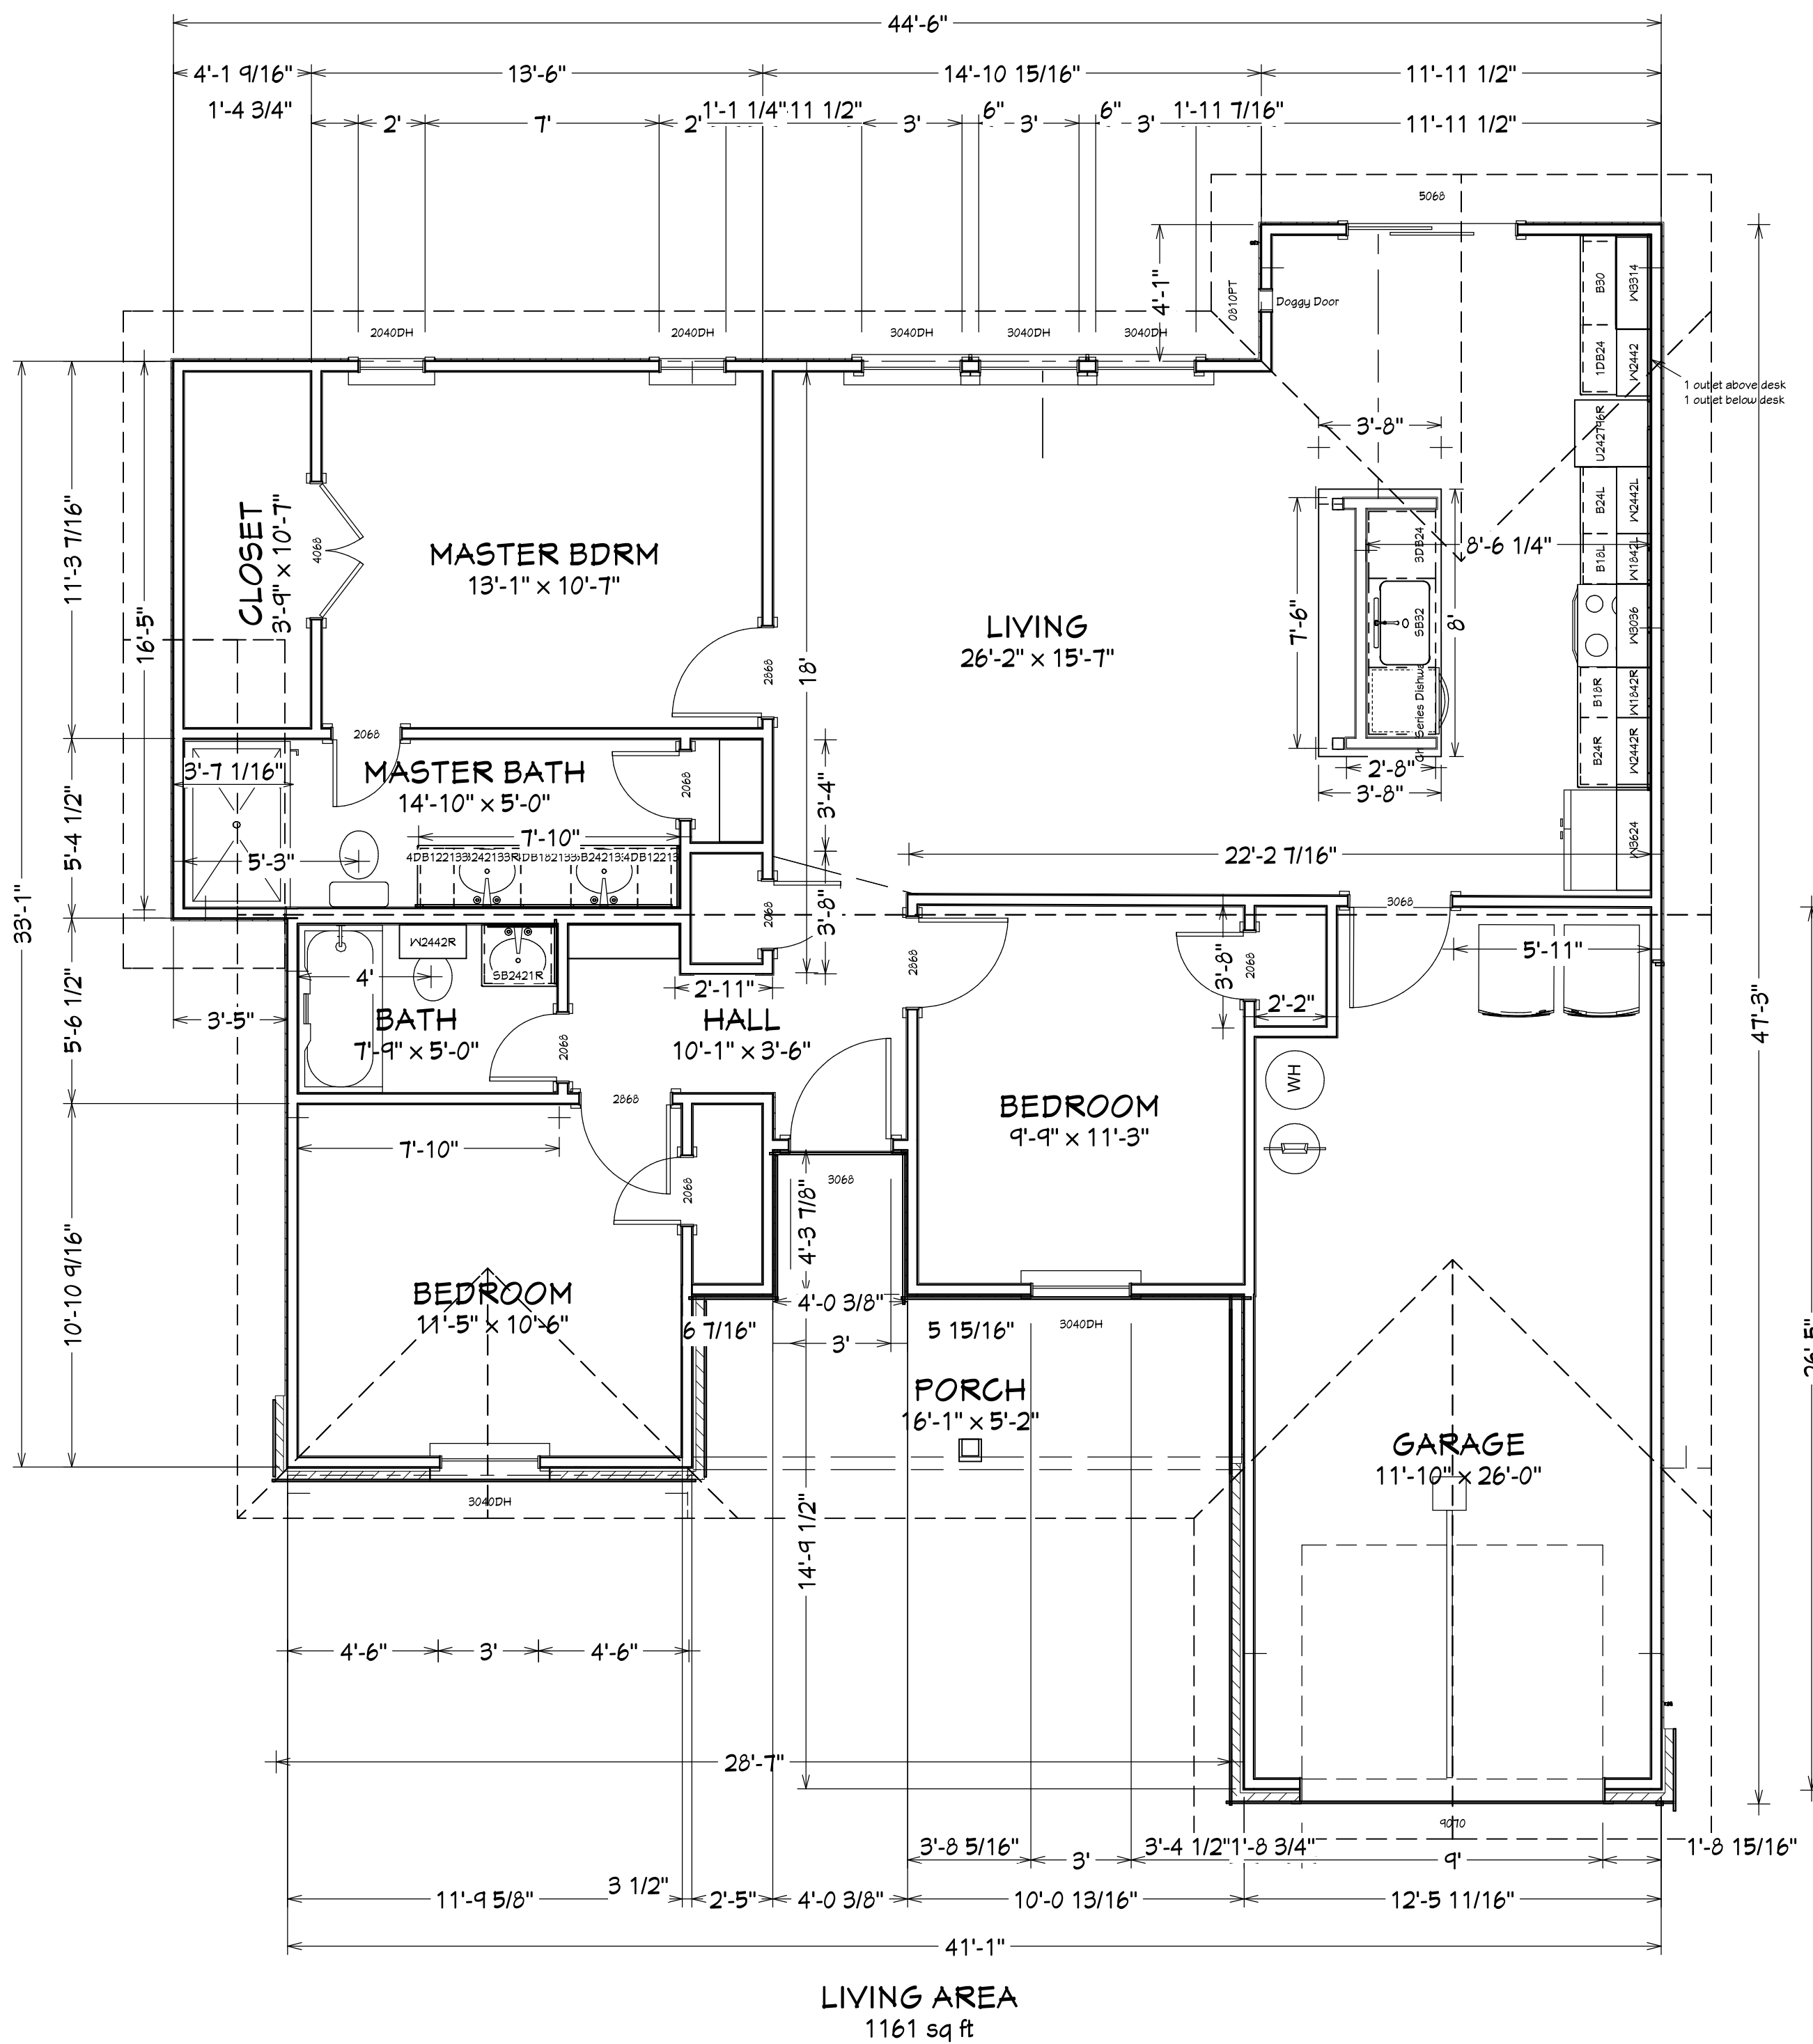 44'-6"
4'-1 9/16" 13'-6" 14'-10 15/16" 11'-11 1/2"
1'-4 3/4" 2' 7' 2' 1'-1 1/4" 11 1/2" 3' 6" 3' 6" 3' 1'-11 7/16" 11'-11 1/2"
5068
4'-1"
0810PT
Doggy Door
2040DH 2040DH 3040DH 3040DH 3040DH
B30 W3314
1DB24 W2442
1 outlet above desk
1 outlet below desk
3'-8"
U242796R
B24L W2442L
B18L W1842L
W3036
B18R W1842R
B24R W2442R
W3624
33'-1"
11'-3 7/16"
16'-5"
CLOSET
3'-9" x 10'-7"
4068
MASTER BDRM
13'-1" x 10'-7"
2868
18'
LIVING
26'-2" x 15'-7"
7'-6"
3DB24
8'-6 1/4"
SB32
8'
2'-8"
3'-8"
2068
3'-7 1/16"
MASTER BATH
14'-10" x 5'-0"
2068
5'-4 1/2"
7'-10"
5'-3"
3'-4"
22'-2 7/16"
3'-8"
2068
3068
W2442R
SB2421R
4'
2'-11"
2868
3'-8"
2068
5'-11"
2'-2"
47'-3"
5'-6 1/2"
3'-5"
BATH
7'-9" x 5'-0"
2068
HALL
10'-1" x 3'-6"
2868
WH
BEDROOM
9'-9" x 11'-3"
7'-10"
2068
3068
4'-3 7/8"
10'-10 9/16"
BEDROOM
11'-5" x 10'-6"
4'-0 3/8"
6 7/16" 3' 5 15/16"
3040DH
PORCH
16'-1" x 5'-2"
26'-5"
GARAGE
11'-10" x 26'-0"
3040DH
14'-9 1/2"
4'-6" 3' 4'-6"
28'-7"
9070
3'-8 5/16" 3' 3'-4 1/2" 1'-8 3/4" 9' 1'-8 15/16"
11'-9 5/8" 3 1/2" 2'-5" 4'-0 3/8" 10'-0 13/16" 12'-5 11/16"
41'-1"
LIVING AREA
1161 sq ft